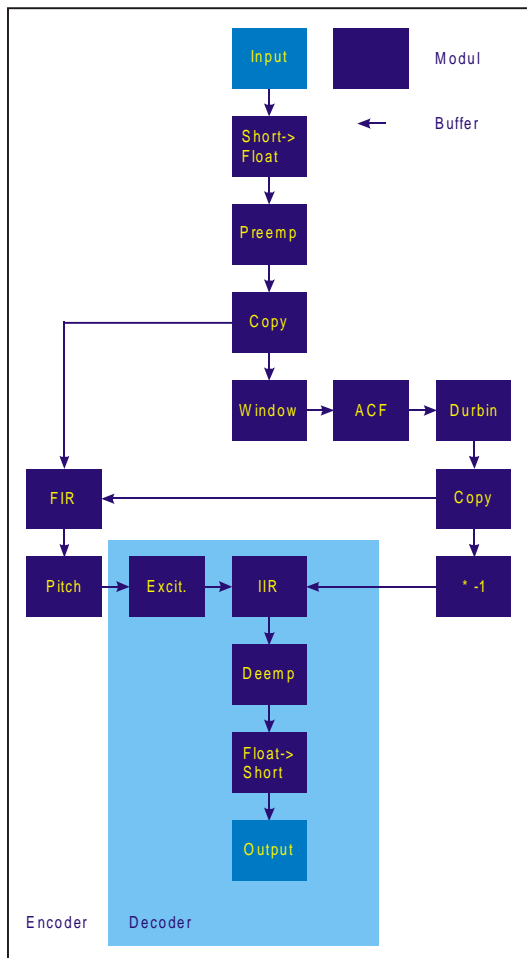 Input
Modul
Buffer
Short->
Float
Preemp
Copy
Window
ACF
Durbin
FIR
Copy
Pitch
Excit.
IIR
* -1
Deemp
Float->
Short
Output
Encoder
Decoder